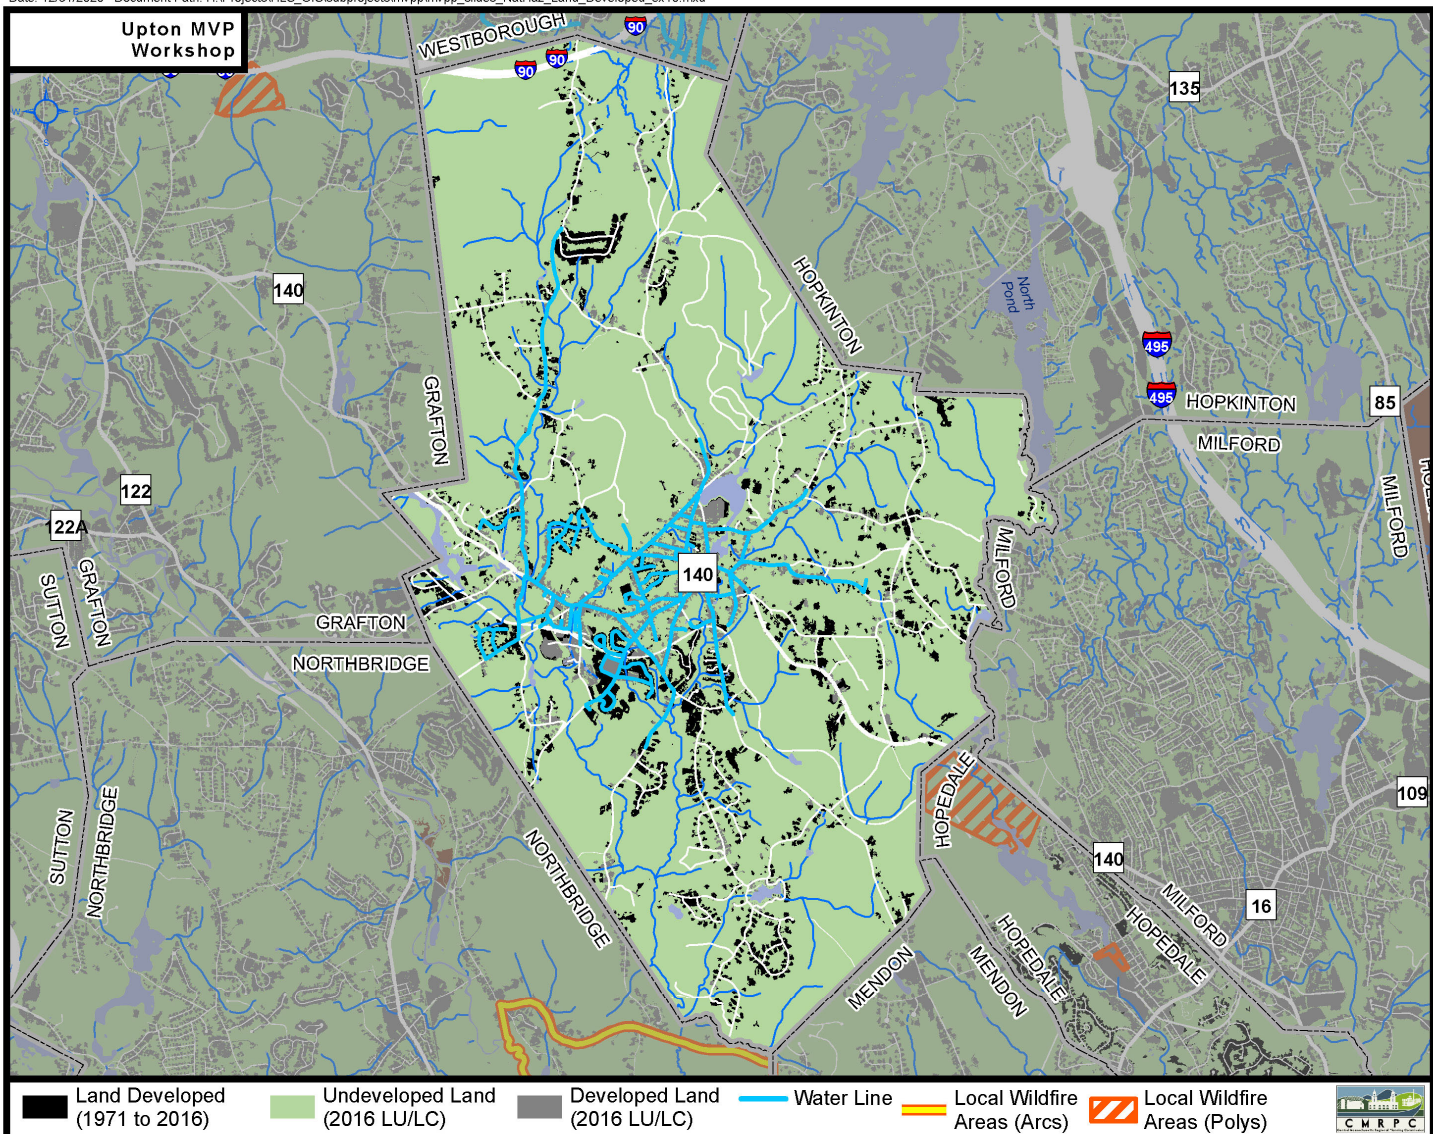 Upton MVP
Workshop
WESTBOROUGH
90
90
90
135
N
W
E
S
140
HOPKINTON
North
Pond
495
495
GRAFTON
HOPKINTON
85
MILFORD
122
122A
MILFORD
GRAFTON
SUTTON
140
MILFORD
GRAFTON
NORTHBRIDGE
HOPEDALE
109
SUTTON
NORTHBRIDGE
NORTHBRIDGE
140
16
MILFORD
HOPEDALE
HOPEDALE
MENDON
MENDON
Land Developed
(1971 to 2016)
Undeveloped Land
(2016 LU/LC)
Developed Land
(2016 LU/LC)
Water Line
Local Wildfire
Areas (Arcs)
Local Wildfire
Areas (Polys)
CMRPC